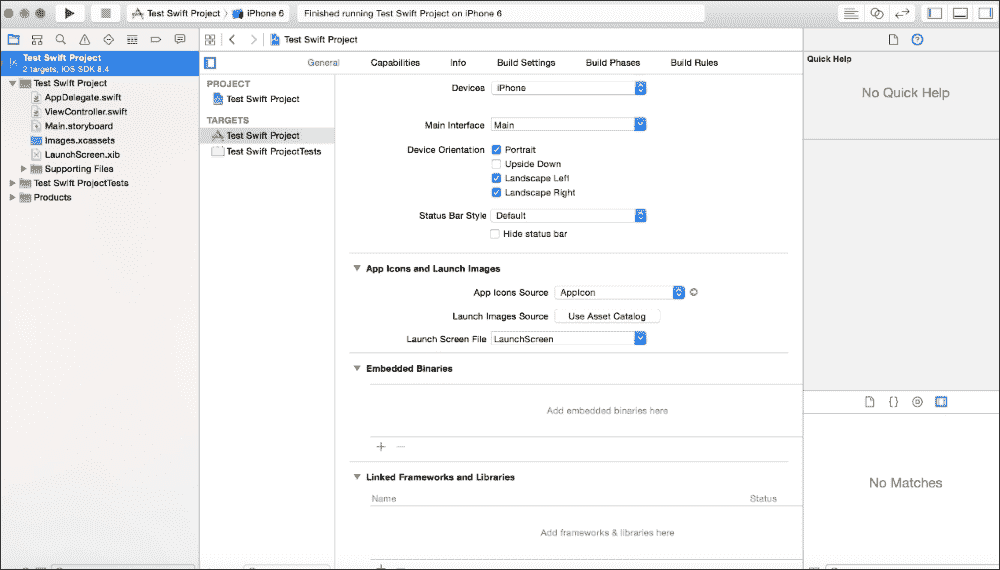 Test Swift Project iPhone 6 Finished running Test Swift Project on iPhone 6
Test Swift Project
Test Swift Project
2 targets, iOS SDK 8.4
Test Swift Project
AppDelegate.swift
ViewController.swift
Main.storyboard
Images.xcassets
LaunchScreen.xib
Supporting Files
Test Swift ProjectTests
Products
General Capabilities Info Build Settings Build Phases Build Rules
PROJECT
Test Swift Project
TARGETS
Test Swift Project
Test Swift ProjectTests
Devices iPhone
Main Interface Main
Device Orientation Portrait
Upside Down
Landscape Left
Landscape Right
Status Bar Style Default
Hide status bar
App Icons and Launch Images
App Icons Source AppIcon
Launch Images Source Use Asset Catalog
Launch Screen File LaunchScreen
Embedded Binaries
Add embedded binaries here
Linked Frameworks and Libraries
Name Status
Add frameworks & libraries here
Quick Help
No Quick Help
{}
No Matches